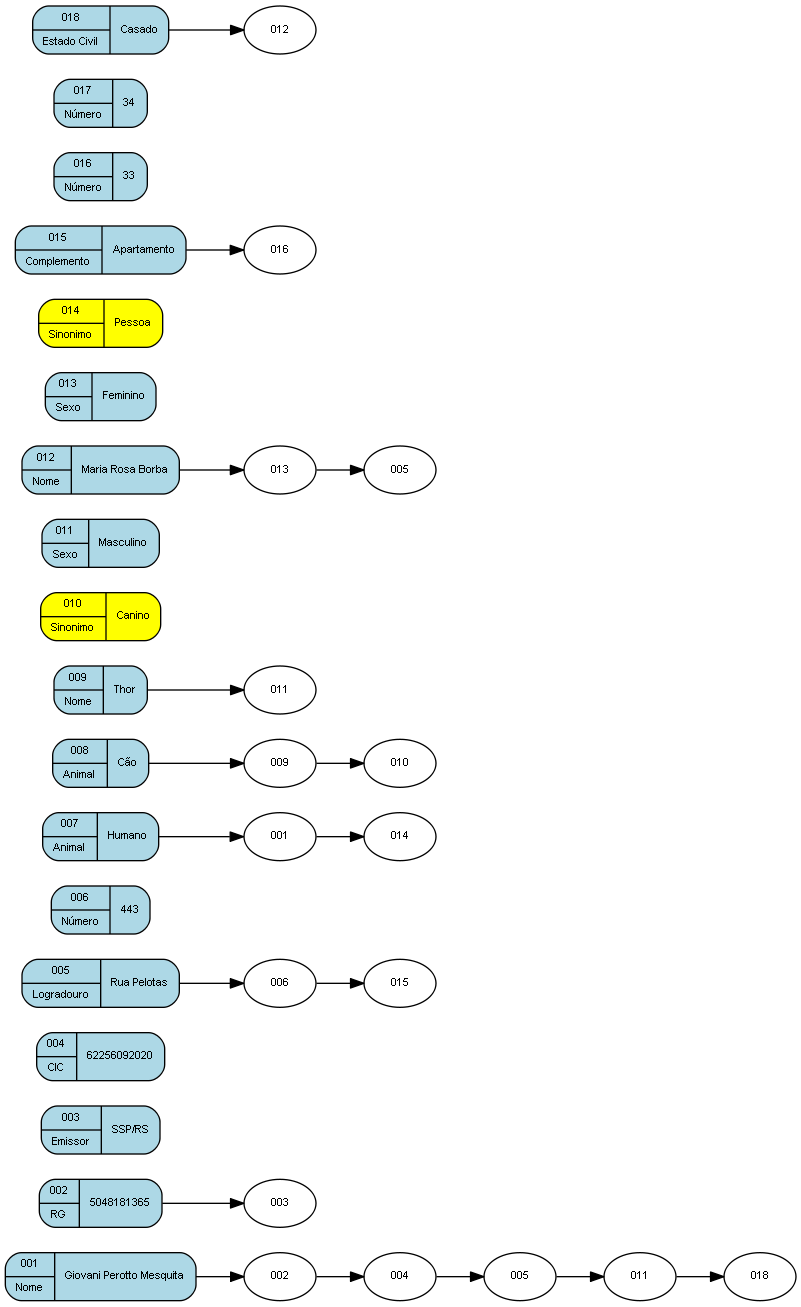 018
Estado Civil
Casado
012
017
Número
34
016
Número
33
015
Complemento
Apartamento
016
014
Sinonimo
Pessoa
013
Sexo
Feminino
012
Nome
Maria Rosa Borba
013
005
011
Sexo
Masculino
010
Sinonimo
Canino
009
Nome
Thor
011
008
Animal
Cão
009
010
007
Animal
Humano
001
014
006
Número
443
005
Logradouro
Rua Pelotas
006
015
004
CIC
62256092020
003
Emissor
SSP/RS
002
RG
5048181365
003
001
Nome
Giovani Perotto Mesquita
002
004
005
011
018